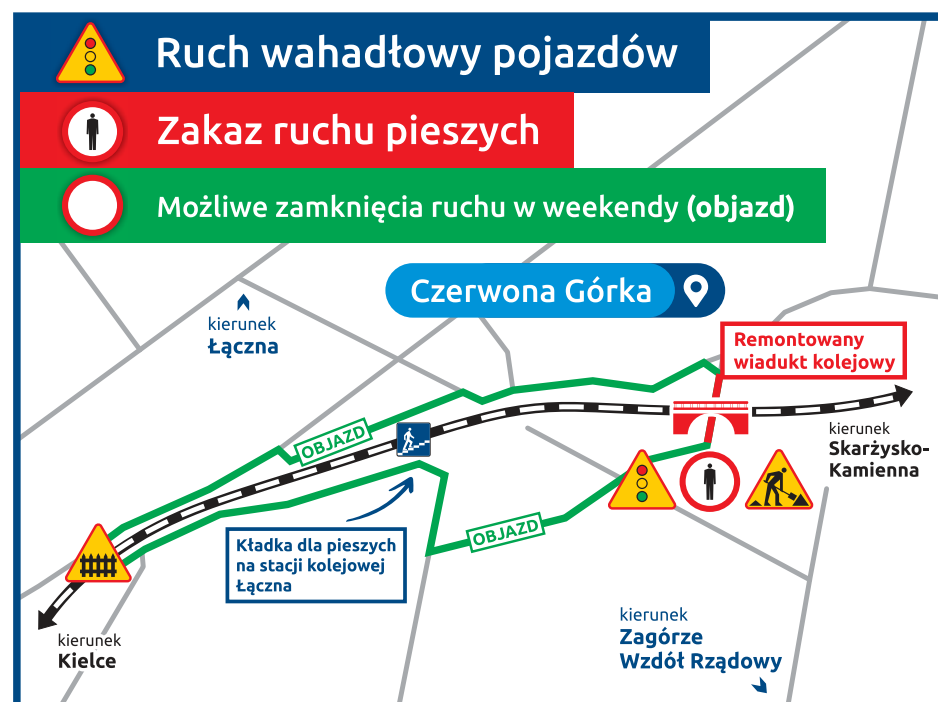 Ruch wahadłowy pojazdów
Zakaz ruchu pieszych
Możliwe zamknięcia ruchu w weekendy (objazd)
Czerwona Górka
kierunek
Łączna
Remontowany
wiadukt kolejowy
OBJAZD
kierunek
Skarżysko-
Kamienna
OBJAZD
Kładka dla pieszych
na stacji kolejowej
Łączna
kierunek
Kielce
kierunek
Zagórze
Wzdół Rządowy